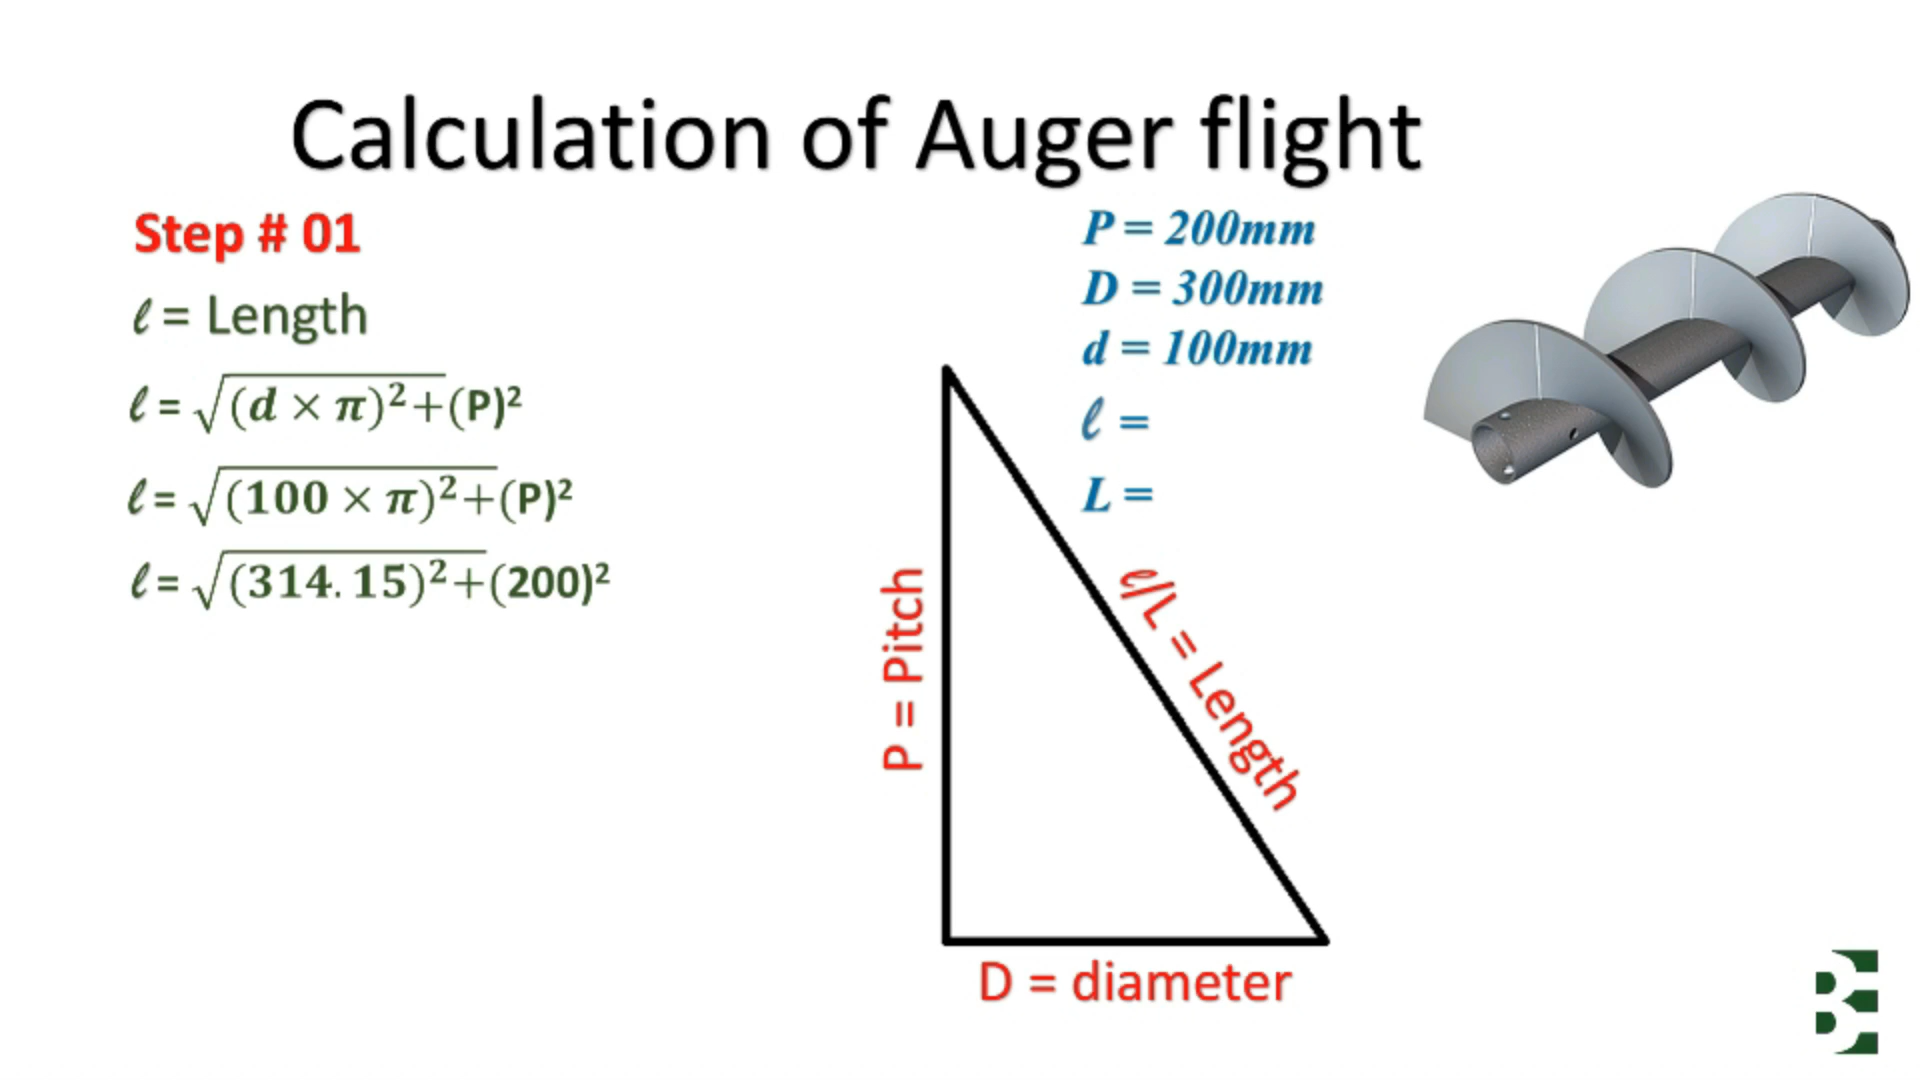 Calculation of Auger flight
Step # 01
ℓ = Length
ℓ = √(d × π)²+(P)²
ℓ = √(100 × π)²+(P)²
ℓ = √(314.15)²+(200)²
P = 200mm
D = 300mm
d = 100mm
ℓ =
L =
P = Pitch
ℓ/L = Length
D = diameter